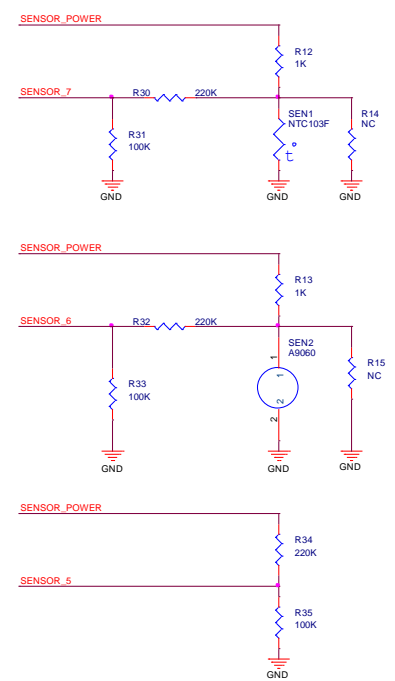 SENSOR_POWER
R12
1K
SENSOR_7
R30
220K
SEN1
NTC103F
R14
NC
R31
100K
t°
GND
GND
GND
SENSOR_POWER
R13
1K
SENSOR_6
R32
220K
SEN2
A9060
1
1
R15
NC
R33
100K
2
2
GND
GND
GND
SENSOR_POWER
R34
220K
SENSOR_5
R35
100K
GND